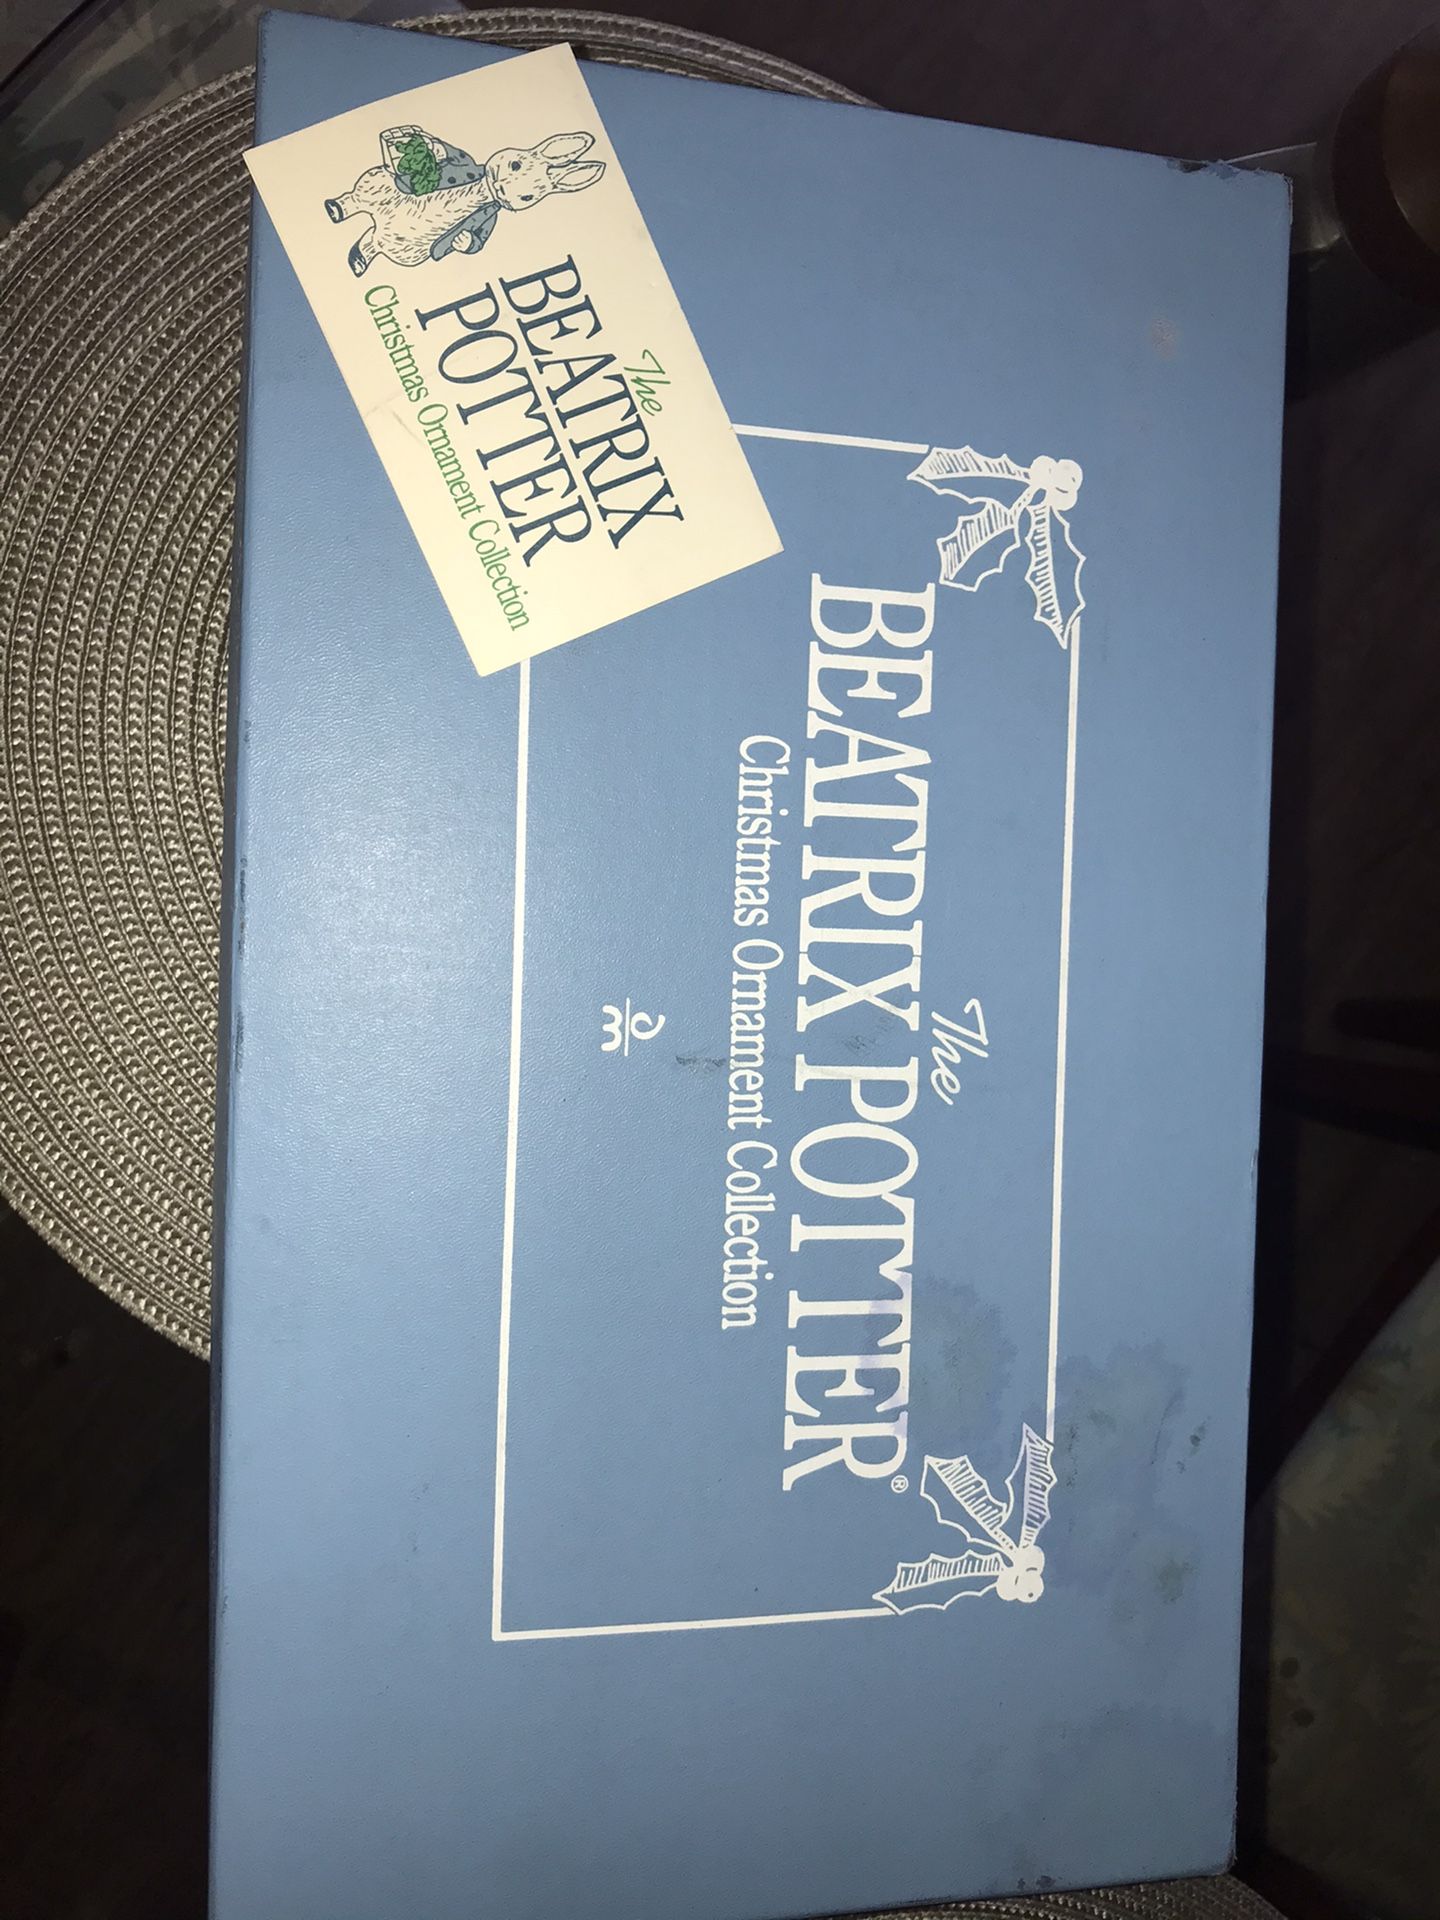 The
BEATRIX
POTTER
Christmas Ornament Collection
The
BEATRIX POTTER®
Christmas Ornament Collection